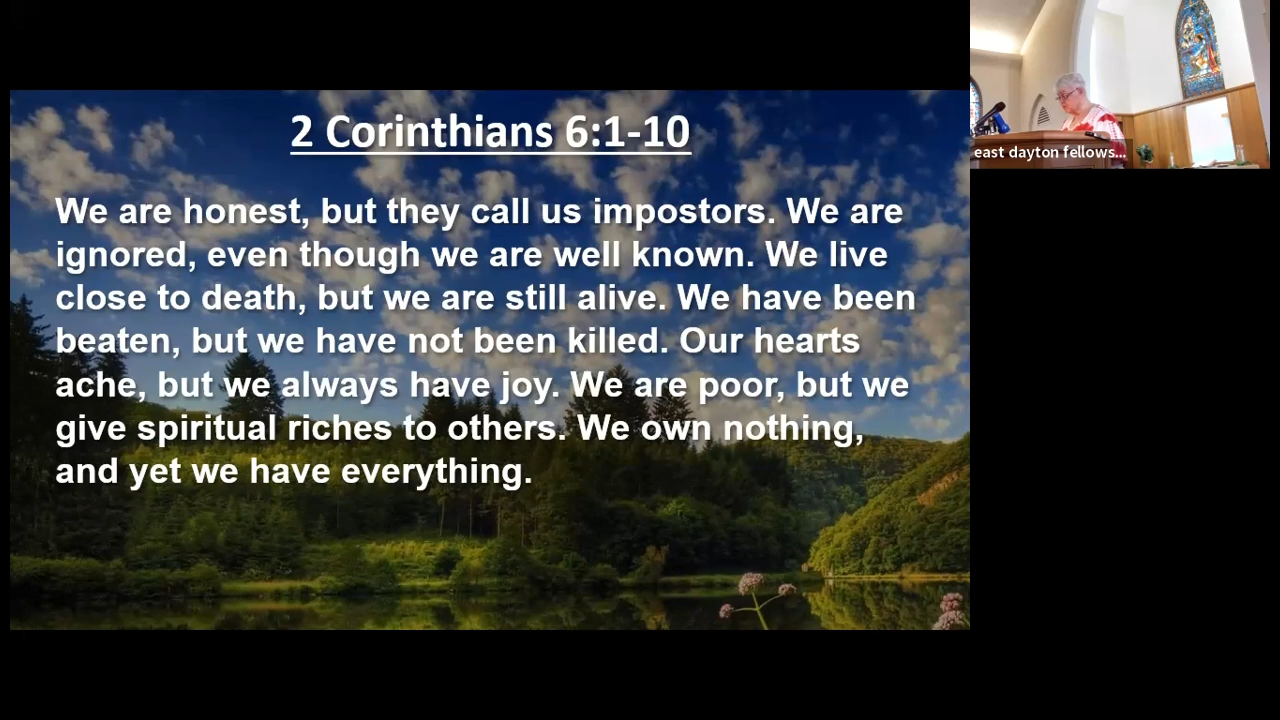 2 Corinthians 6:1-10
We are honest, but they call us impostors. We are
ignored, even though we are well known. We live
close to death, but we are still alive. We have been
beaten, but we have not been killed. Our hearts
ache, but we always have joy. We are poor, but we
give spiritual riches to others. We own nothing,
and yet we have everything.
east dayton fellows...